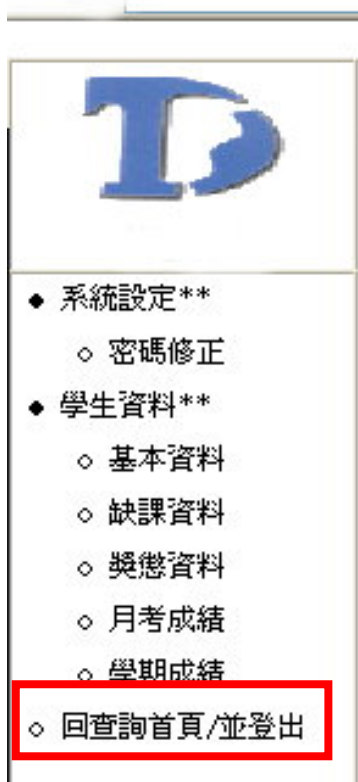 ◆ 系統設定**
○ 密碼修正
◆ 學生資料**
○ 基本資料
○ 缺課資料
○ 獎懲資料
○ 月考成績
○ 學期成績
○ 回查詢首頁/並登出